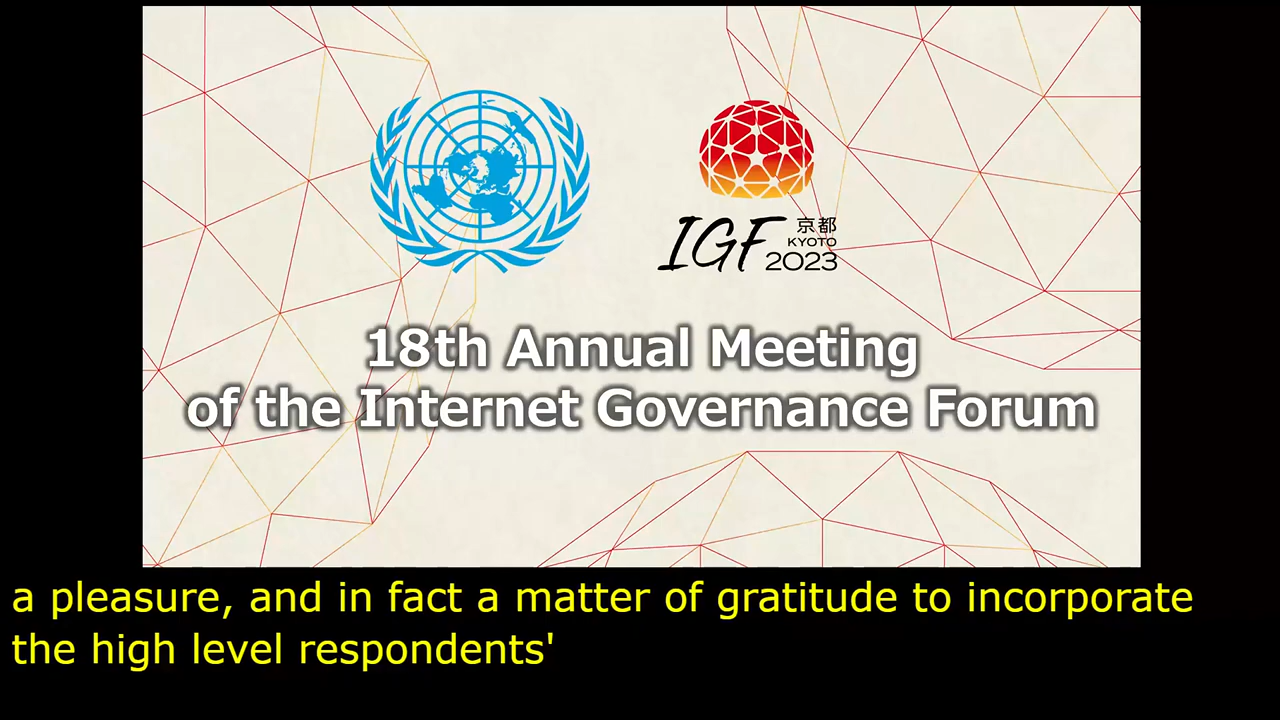 IGF 京都
KYOTO
2023
18th Annual Meeting
of the Internet Governance Forum
a pleasure, and in fact a matter of gratitude to incorporate
the high level respondents'